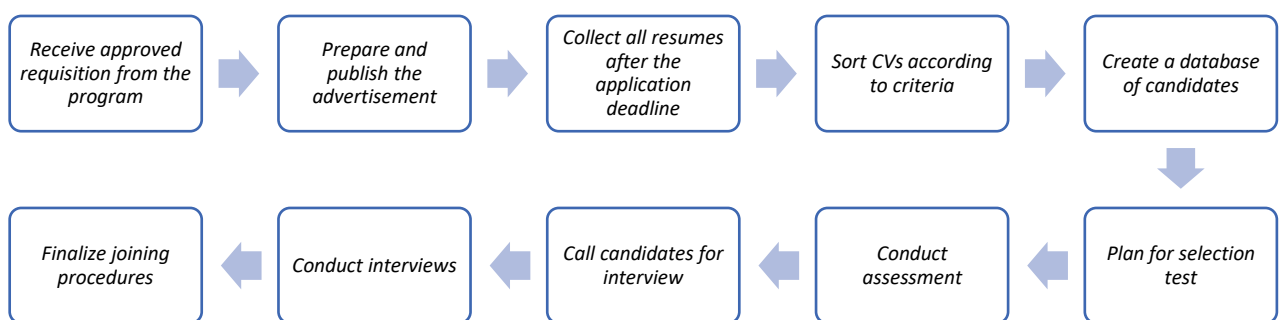 Receive approved
requisition from the
program
Prepare and
publish the
advertisement
Collect all resumes
after the
application
deadline
Sort CVs according
to criteria
Create a database
of candidates
Plan for selection
test
Conduct
assessment
Call candidates for
interview
Conduct interviews
Finalize joining
procedures